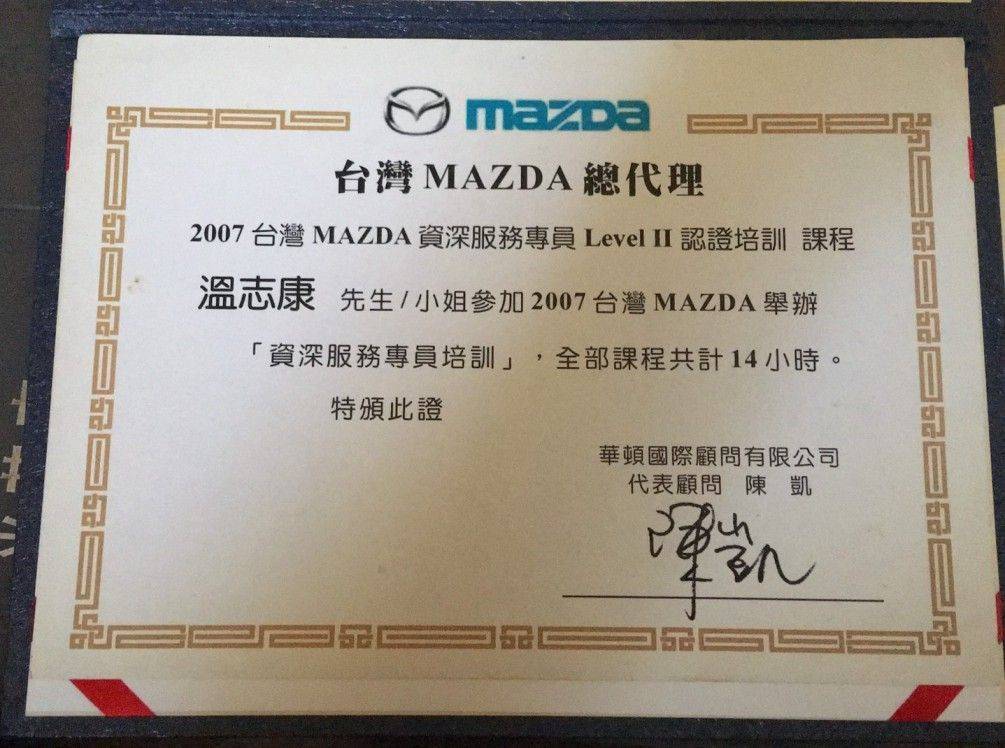 mazda
台灣 MAZDA 總代理
2007 台灣 MAZDA 資深服務專員 Level II 認證培訓 課程
溫志康 先生 / 小姐參加 2007 台灣 MAZDA 舉辦
「資深服務專員培訓」，全部課程共計 14 小時。
特頒此證
華頓國際顧問有限公司
代表顧問 陳 凱
陳凱